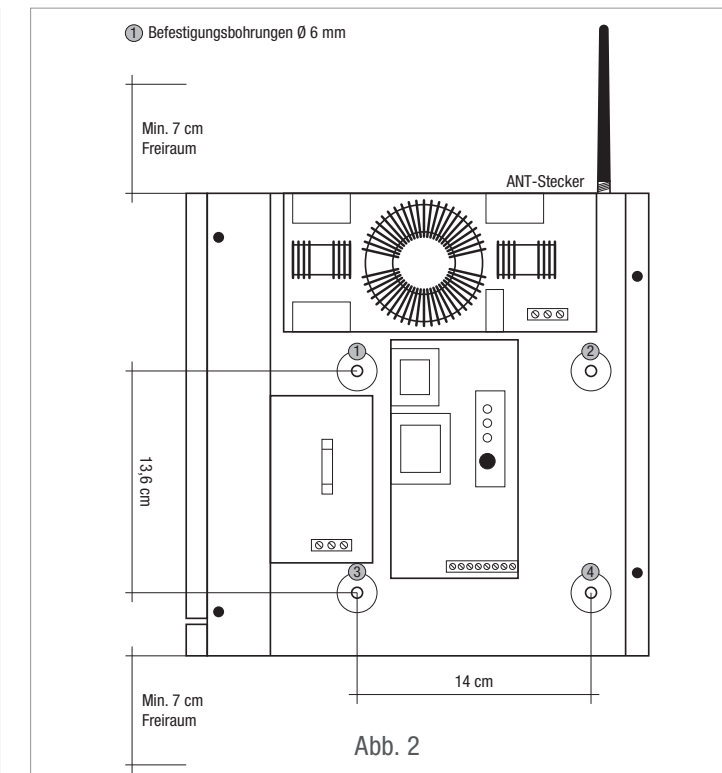 1 Befestigungsbohrungen Ø 6 mm
Min. 7 cm
Freiraum
ANT-Stecker
1
2
13,6 cm
3
4
14 cm
Min. 7 cm
Freiraum
Abb. 2